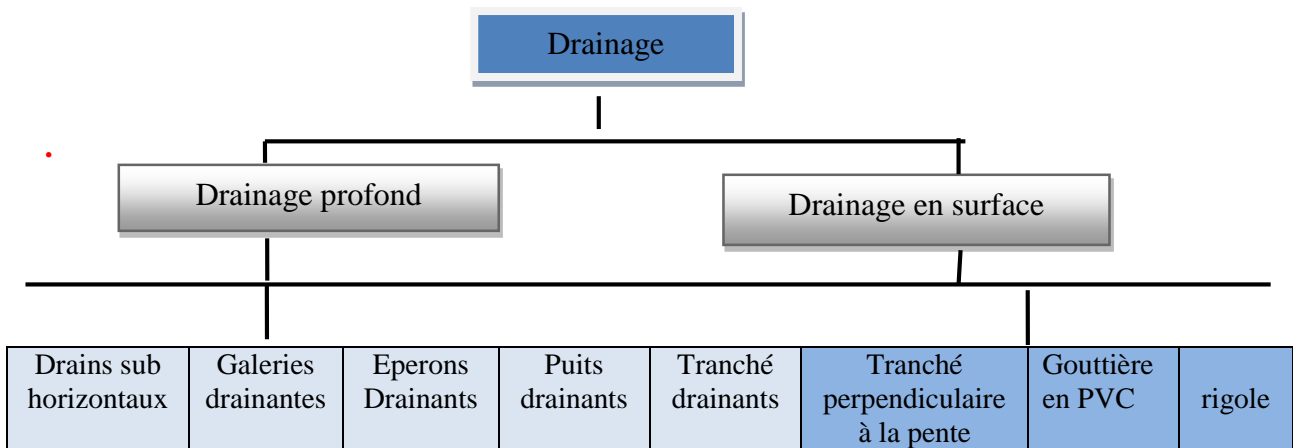 Drainage
Drainage profond
Drainage en surface
Drains sub
horizontaux
Galeries
drainantes
Eperons
Drainants
Puits
drainants
Tranché
drainants
Tranché
perpendiculaire
à la pente
Gouttière
en PVC
rigole